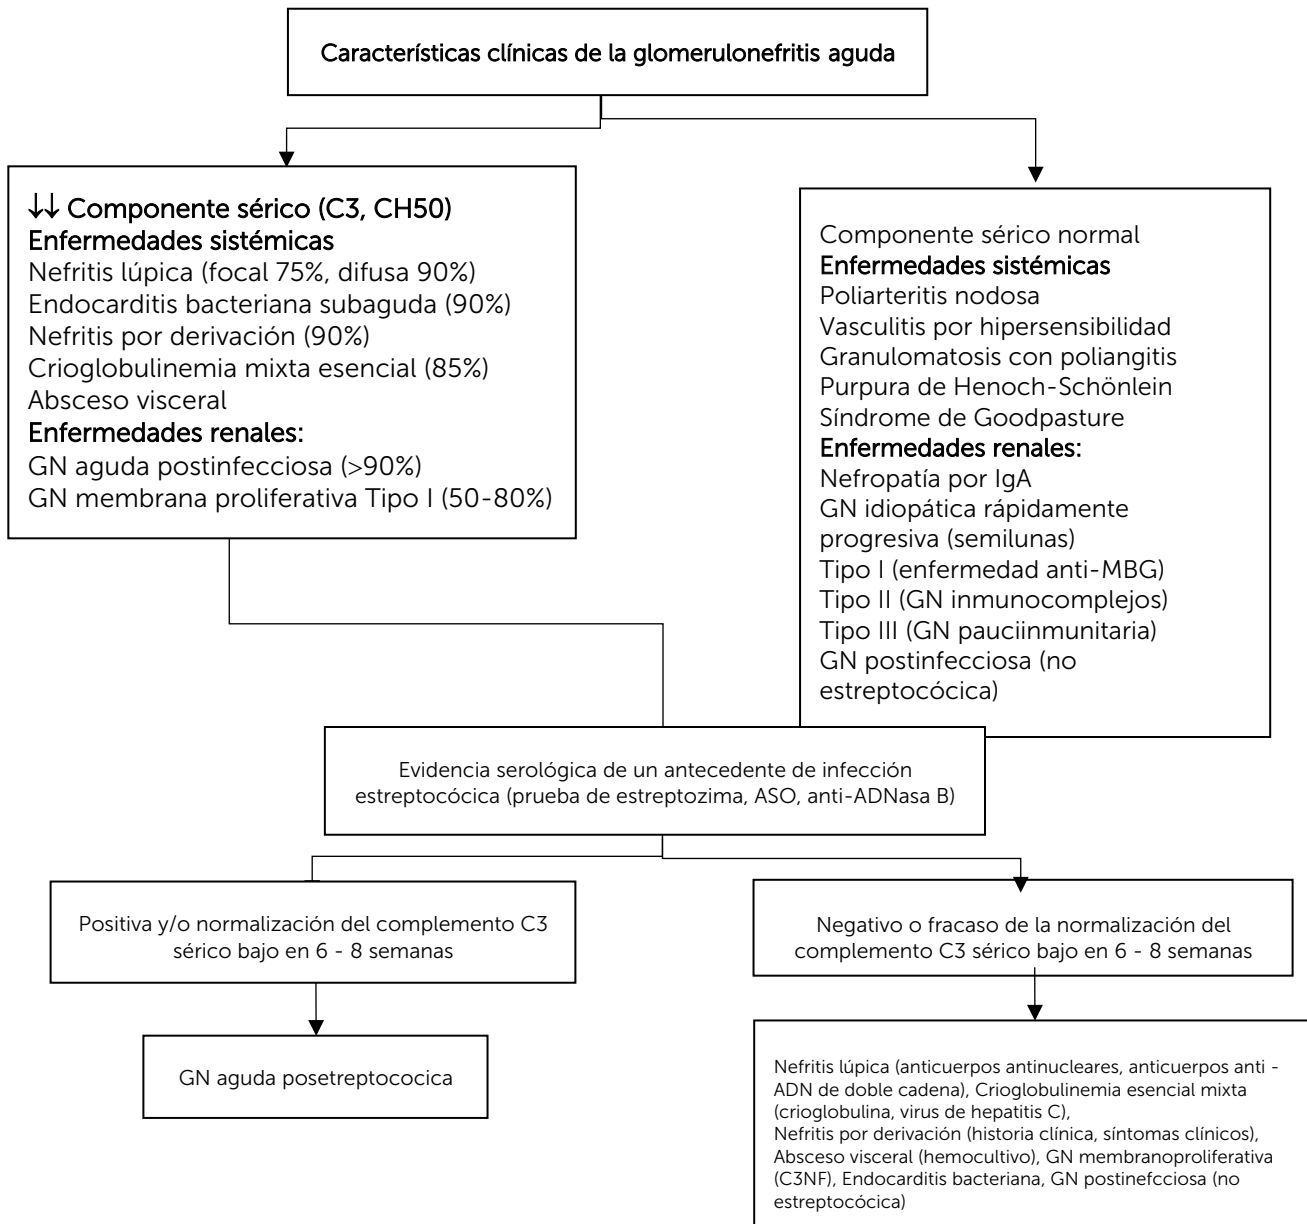 Características clínicas de la glomerulonefritis aguda
↓↓ Componente sérico (C3, CH50)
Enfermedades sistémicas
Nefritis lúpica (focal 75%, difusa 90%)
Endocarditis bacteriana subaguda (90%)
Nefritis por derivación (90%)
Crioglobulinemia mixta esencial (85%)
Absceso visceral
Enfermedades renales:
GN aguda postinfecciosa (>90%)
GN membrana proliferativa Tipo I (50-80%)
Componente sérico normal
Enfermedades sistémicas
Poliarteritis nodosa
Vasculitis por hipersensibilidad
Granulomatosis con poliangitis
Purpura de Henoch-Schönlein
Síndrome de Goodpasture
Enfermedades renales:
Nefropatía por IgA
GN idiopática rápidamente
progresiva (semilunas)
Tipo I (enfermedad anti-MBG)
Tipo II (GN inmunocomplejos)
Tipo III (GN pauciinmunitaria)
GN postinfecciosa (no
estreptocócica)
Evidencia serológica de un antecedente de infección
estreptocócica (prueba de estreptozima, ASO, anti-ADNasa B)
Positiva y/o normalización del complemento C3
sérico bajo en 6 - 8 semanas
Negativo o fracaso de la normalización del
complemento C3 sérico bajo en 6 - 8 semanas
GN aguda posetreptococica
Nefritis lúpica (anticuerpos antinucleares, anticuerpos anti -
ADN de doble cadena), Crioglobulinemia esencial mixta
(crioglobulina, virus de hepatitis C),
Nefritis por derivación (historia clínica, síntomas clínicos),
Absceso visceral (hemocultivo), GN membranoproliferativa
(C3NF), Endocarditis bacteriana, GN postinefcciosa (no
estreptocócica)